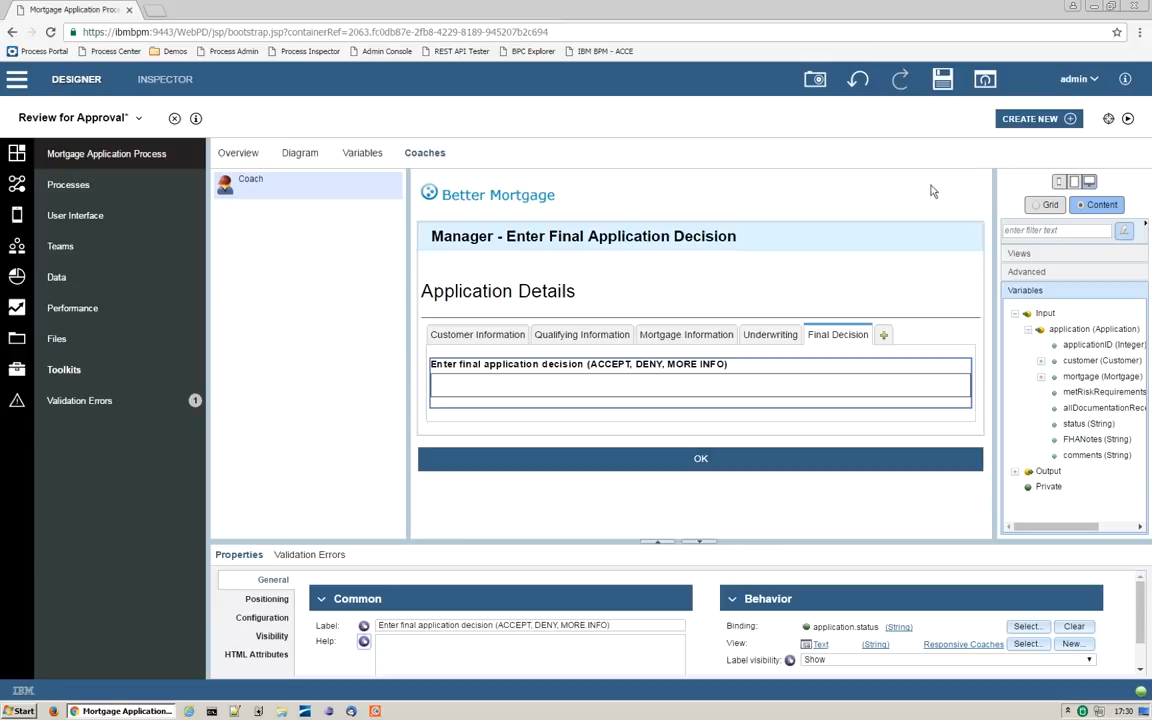 Mortgage Application Proc
https://ibmbpm:9443/WebPD/jsp/bootstrap.jsp?containerRef=2063.fc0db87e-2fb8-4229-8189-945207b2c694
Process Portal Process Center Demos Process Admin Process Inspector Admin Console REST API Tester BPC Explorer IBM BPM - ACCE
DESIGNER INSPECTOR admin
Review for Approval* CREATE NEW
Mortgage Application Process
Processes
User Interface
Teams
Data
Performance
Files
Toolkits
Validation Errors 1
Overview Diagram Variables Coaches
Coach
Better Mortgage
Manager - Enter Final Application Decision
Application Details
Customer Information Qualifying Information Mortgage Information Underwriting Final Decision
Enter final application decision (ACCEPT, DENY, MORE INFO)
OK
Grid Content
enter filter text
Views
Advanced
Variables
Input
application (Application)
applicationID (Integer)
customer (Customer)
mortgage (Mortgage)
metRiskRequirements
allDocumentationRec
status (String)
FHANotes (String)
comments (String)
Output
Private
Properties Validation Errors
General
Positioning
Configuration
Visibility
HTML Attributes
Common
Label: Enter final application decision (ACCEPT, DENY, MORE INFO)
Help:
Behavior
Binding: application.status (String) Select... Clear
View: Text (String) Responsive Coaches Select... New...
Label visibility: Show
IBM
Start Mortgage Application... 17:30